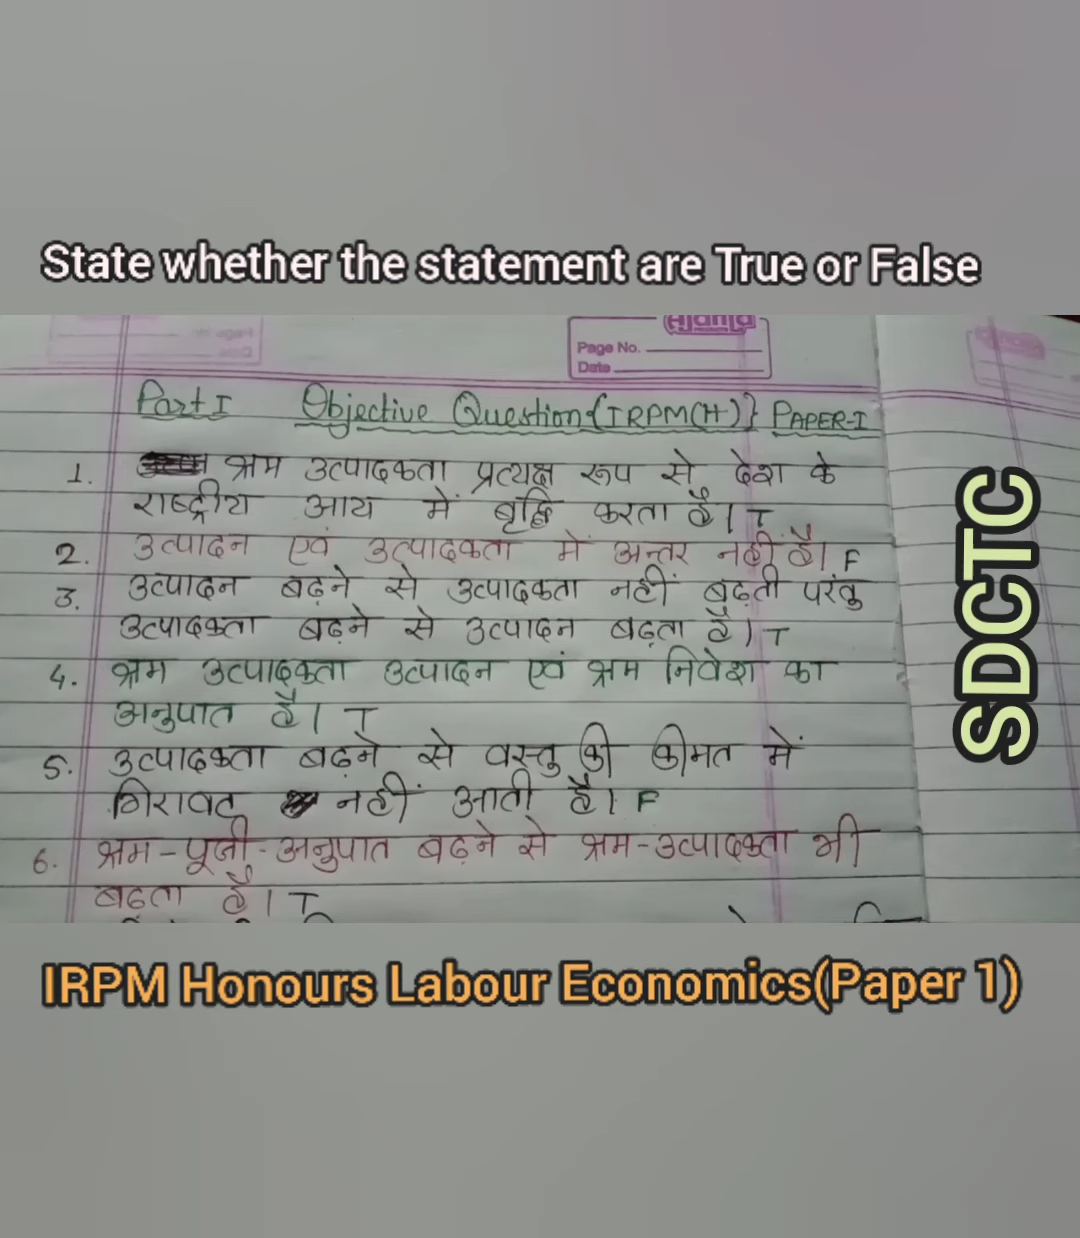 State whether the statement are True or False
Ajanta
Page No.
Date
Part I Objective Question {IRPM(H)} PAPER-I
1. श्रम उत्पादकता प्रत्यक्ष रूप से देश के
राष्ट्रीय आय में बृद्धि करता है। T
2. उत्पादन एवं उत्पादकता में अन्तर नहीं है। F
3. उत्पादन बढ़ने से उत्पादकता नहीं बढ़ती परंतु
उत्पादकता बढ़ने से उत्पादन बढ़ता है। T
4. श्रम उत्पादकता उत्पादन एवं श्रम निवेश का
अनुपात है। T
5. उत्पादकता बढ़ने से वस्तु की कीमत में
गिरावट नहीं आती है। F
6. श्रम-पूंजी-अनुपात बढ़ने से श्रम-उत्पादकता भी
बढ़ता है। T
SDCTC
IRPM Honours Labour Economics(Paper 1)